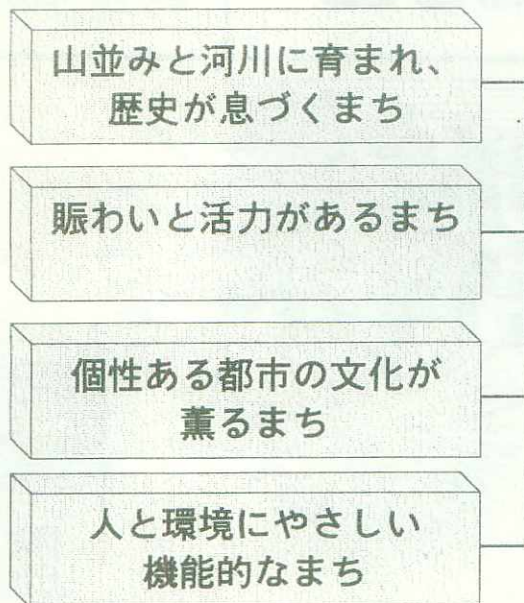 山並みと河川に育まれ、
歴史が息づくまち
賑わいと活力があるまち
個性ある都市の文化が
薫るまち
人と環境にやさしい
機能的なまち